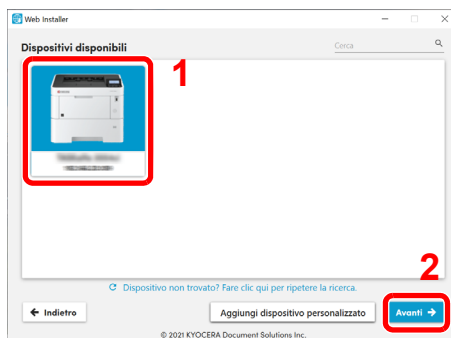 Web Installer
Dispositivi disponibili
Cerca
1
Dispositivo non trovato? Fare clic qui per ripetere la ricerca.
2
Indietro
Aggiungi dispositivo personalizzato
Avanti
© 2021 KYOCERA Document Solutions Inc.